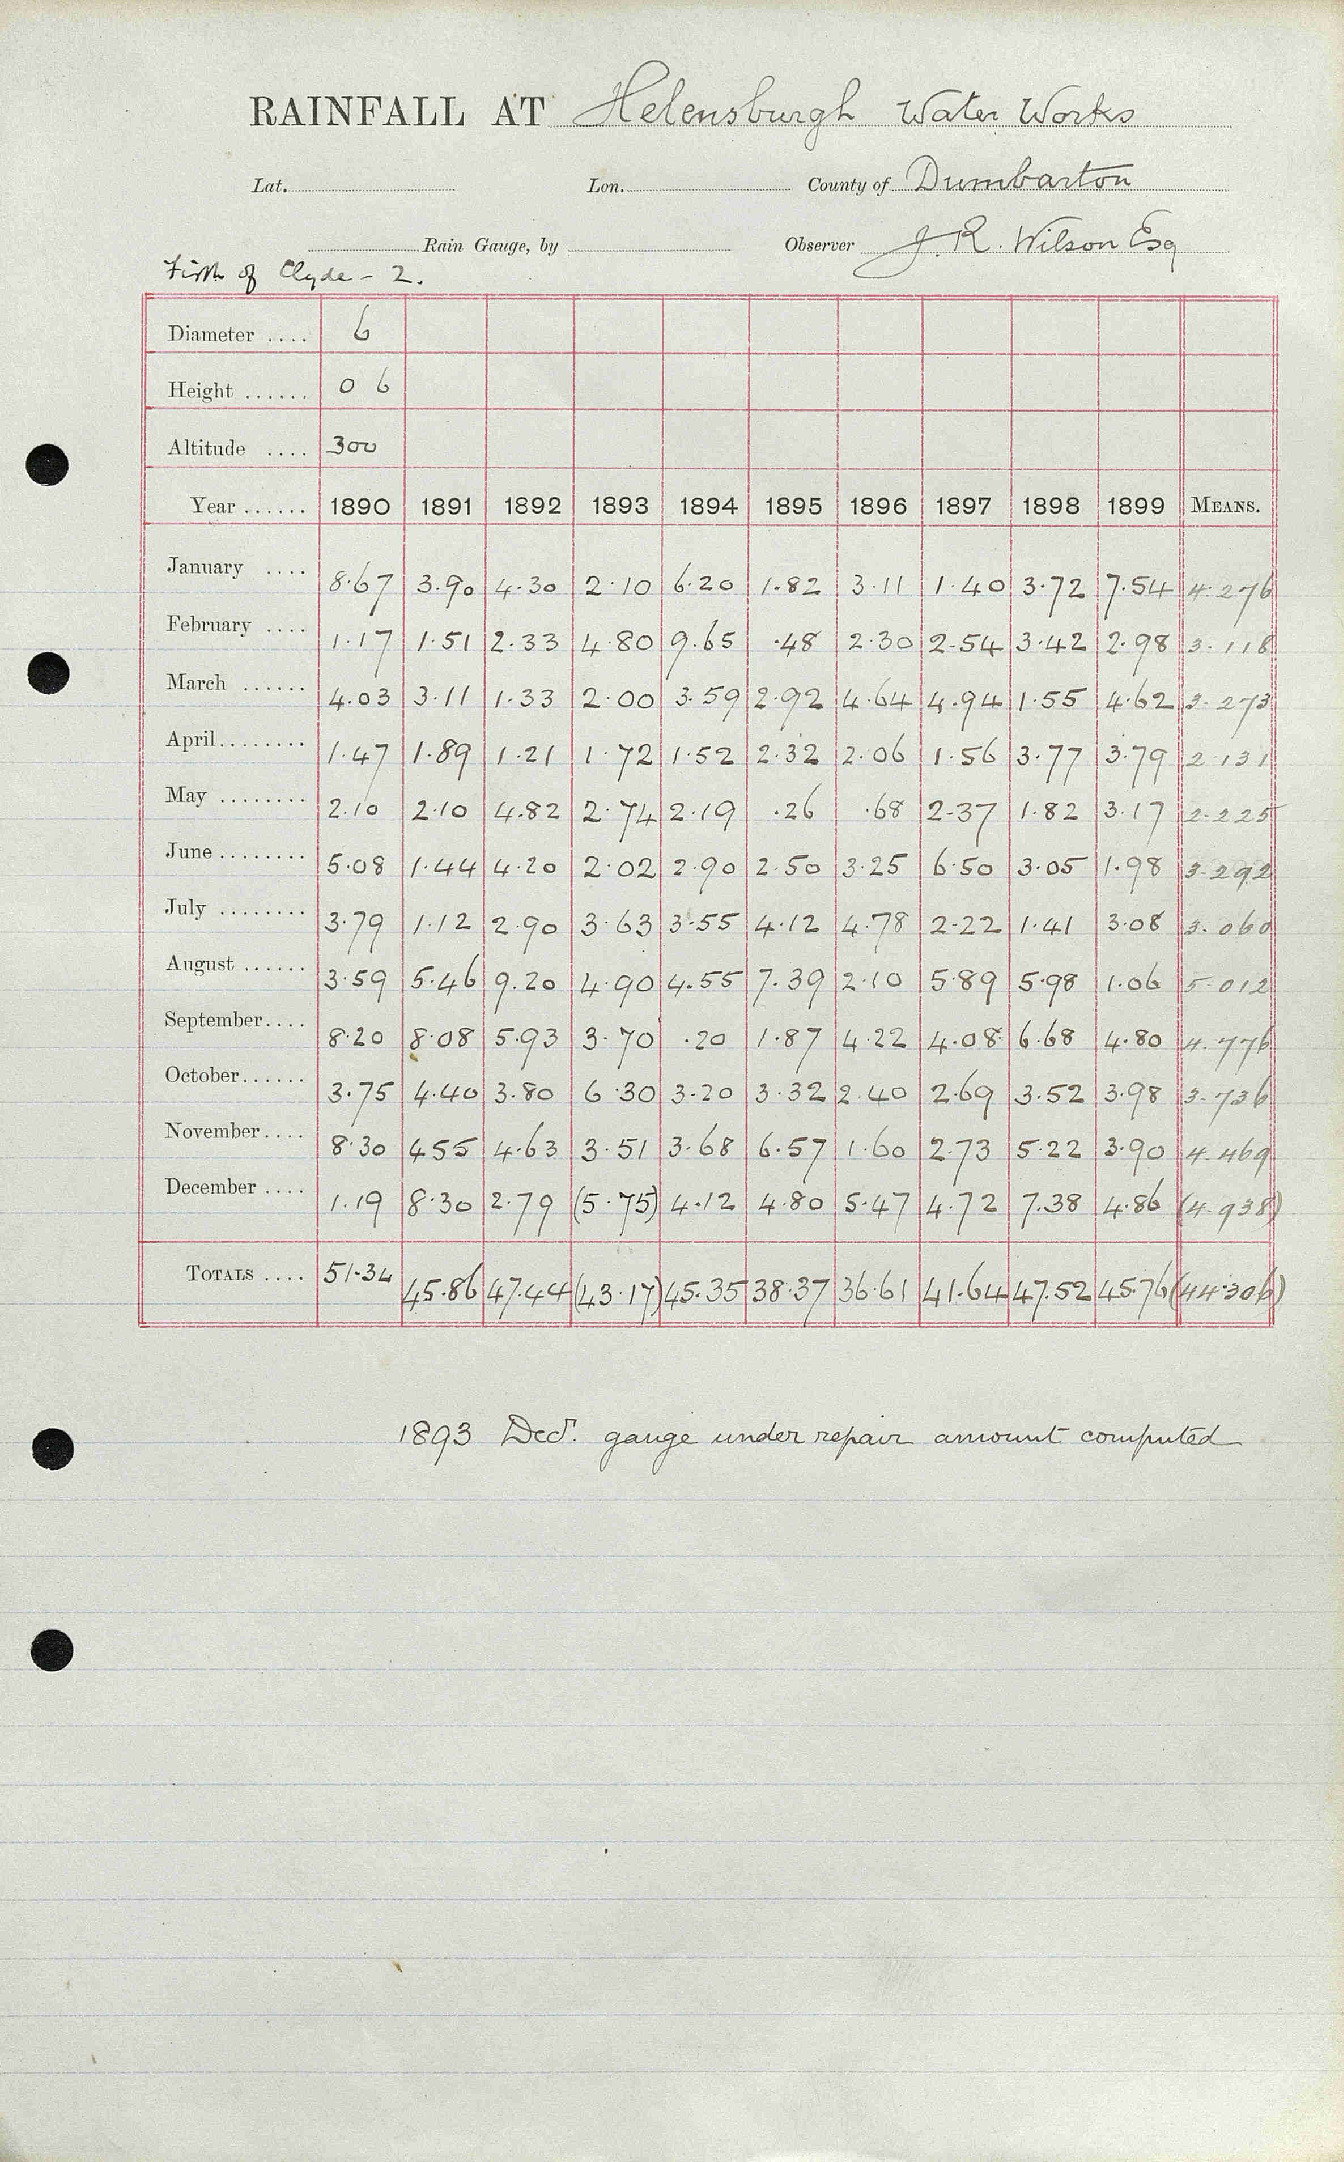 RAINFALL AT Helensburgh Water Works
Lat. Lon. County of Dumbarton
Rain Gauge, by Observer J. R. Wilson Esq
Firth of Clyde - 2.
Diameter .... 6
Height ...... 0 6
Altitude .... 300
Year ...... 1890 1891 1892 1893 1894 1895 1896 1897 1898 1899 MEANS.
January .... 8.67 3.90 4.30 2.10 6.20 1.82 3.11 1.40 3.72 7.54 4.276
February .... 1.17 1.51 2.33 4.80 9.65 .48 2.30 2.54 3.42 2.98 3.118
March ...... 4.03 3.11 1.33 2.00 3.59 2.92 4.64 4.94 1.55 4.62 3.273
April ........ 1.47 1.89 1.21 1.72 1.52 2.32 2.06 1.56 3.77 3.79 2.131
May ........ 2.10 2.10 4.82 2.74 2.19 .26 .68 2.37 1.82 3.17 2.225
June ........ 5.08 1.44 4.20 2.02 2.90 2.50 3.25 6.50 3.05 1.98 3.292
July ........ 3.79 1.12 2.90 3.63 3.55 4.12 4.78 2.22 1.41 3.08 3.060
August ...... 3.59 5.46 9.20 4.90 4.55 7.39 2.10 5.89 5.98 1.06 5.012
September .... 8.20 8.08 5.93 3.70 .20 1.87 4.22 4.08 6.68 4.80 4.776
October ...... 3.75 4.40 3.80 6.30 3.20 3.32 2.40 2.69 3.52 3.98 3.736
November .... 8.30 4.55 4.63 3.51 3.68 6.57 1.60 2.73 5.22 3.90 4.469
December .... 1.19 8.30 2.79 (5.75) 4.12 4.80 5.47 4.72 7.38 4.86 (4.938)
TOTALS .... 51.34 45.86 47.44 (43.17) 45.35 38.37 36.61 41.64 47.52 45.76 (44.306)
1893 Decr. gauge under repair amount computed